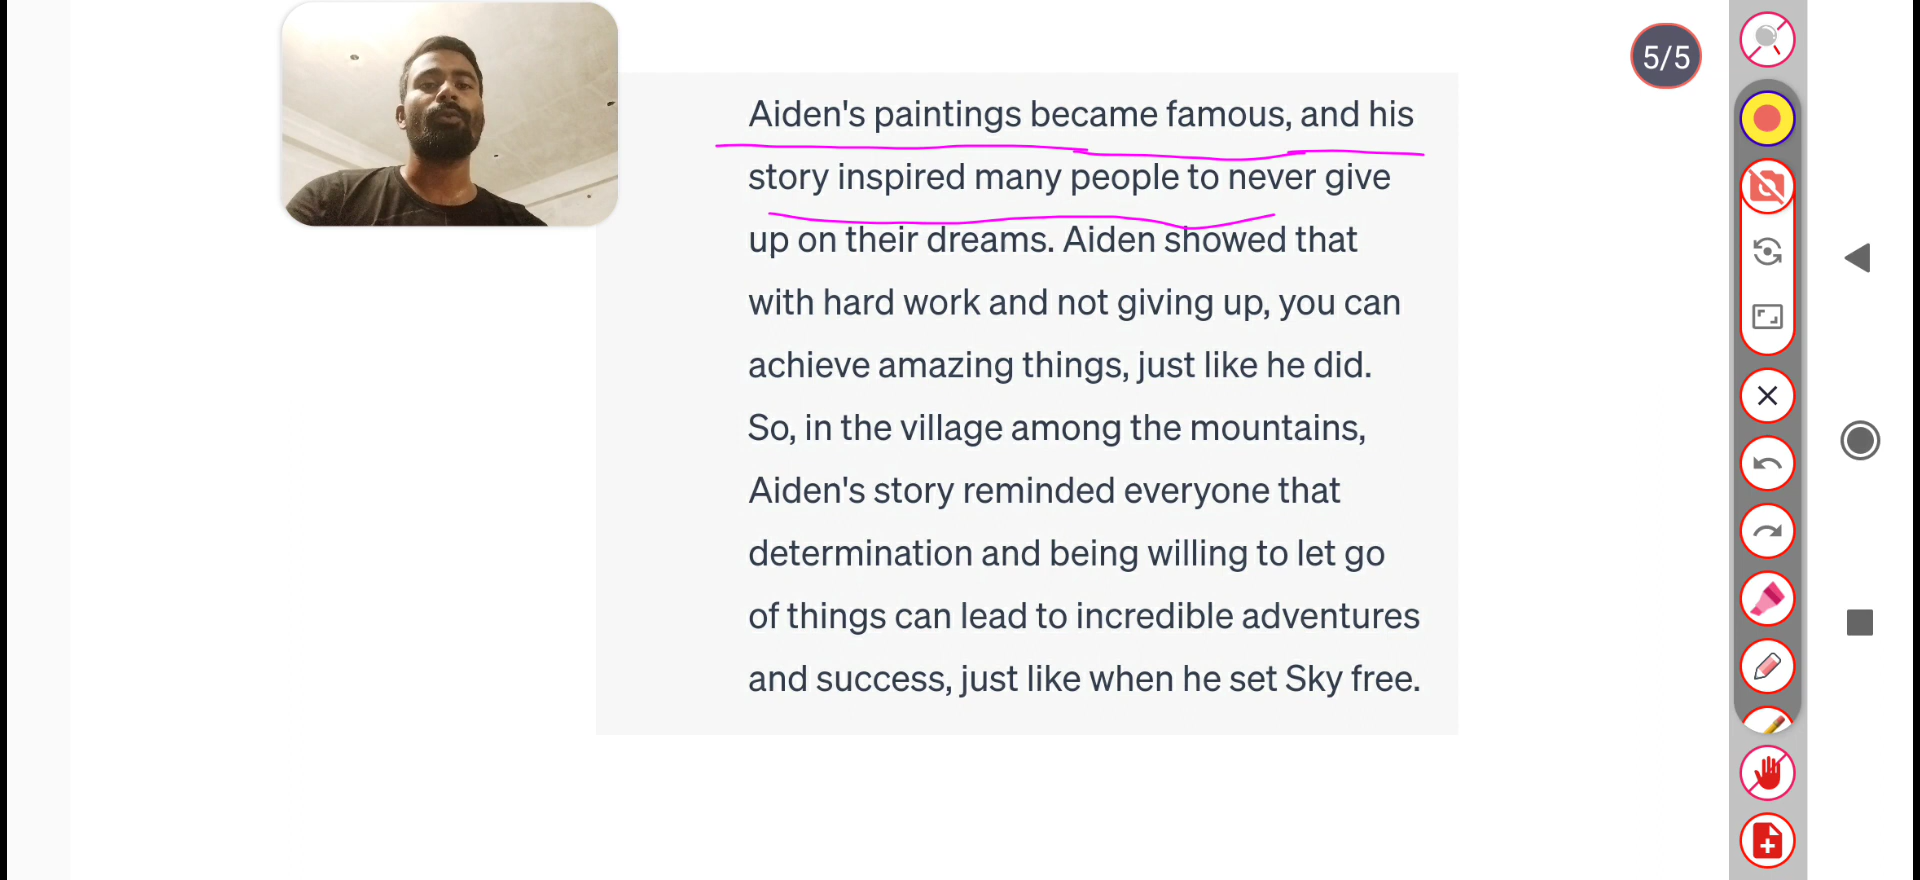 5/5
Aiden's paintings became famous, and his
story inspired many people to never give
up on their dreams. Aiden showed that
with hard work and not giving up, you can
achieve amazing things, just like he did.
So, in the village among the mountains,
Aiden's story reminded everyone that
determination and being willing to let go
of things can lead to incredible adventures
and success, just like when he set Sky free.